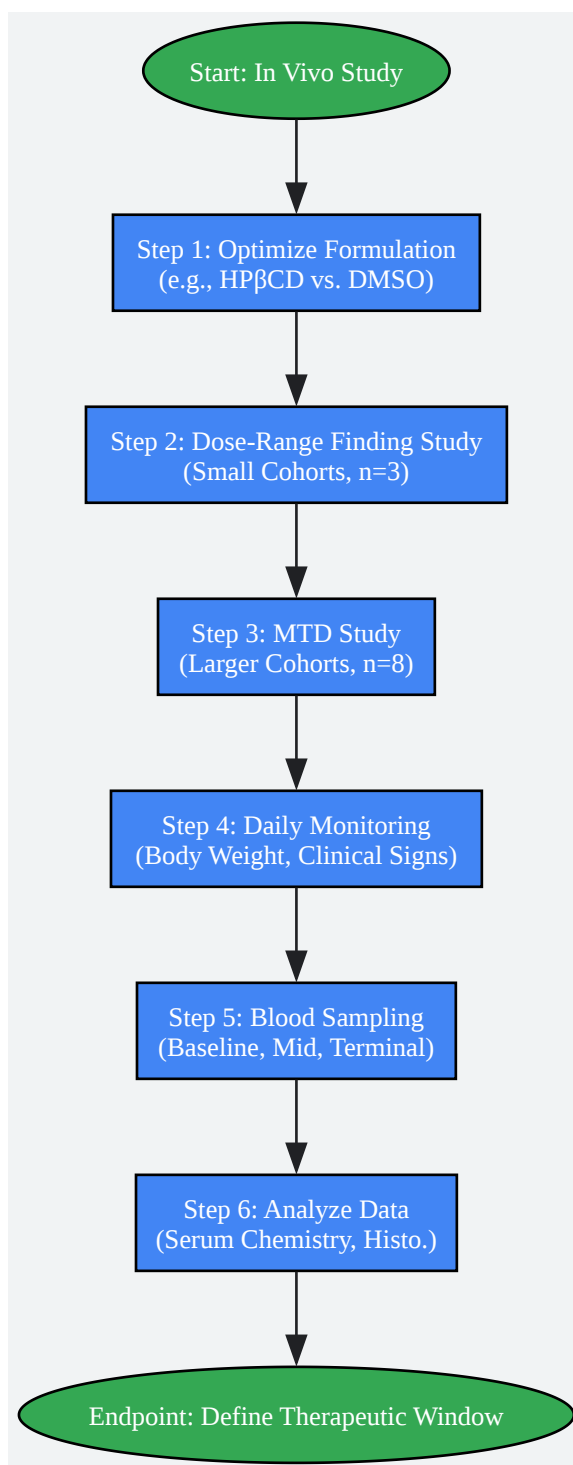 Start: In Vivo Study
Step 1: Optimize Formulation
(e.g., HPβCD vs. DMSO)
Step 2: Dose-Range Finding Study
(Small Cohorts, n=3)
Step 3: MTD Study
(Larger Cohorts, n=8)
Step 4: Daily Monitoring
(Body Weight, Clinical Signs)
Step 5: Blood Sampling
(Baseline, Mid, Terminal)
Step 6: Analyze Data
(Serum Chemistry, Histo.)
Endpoint: Define Therapeutic Window